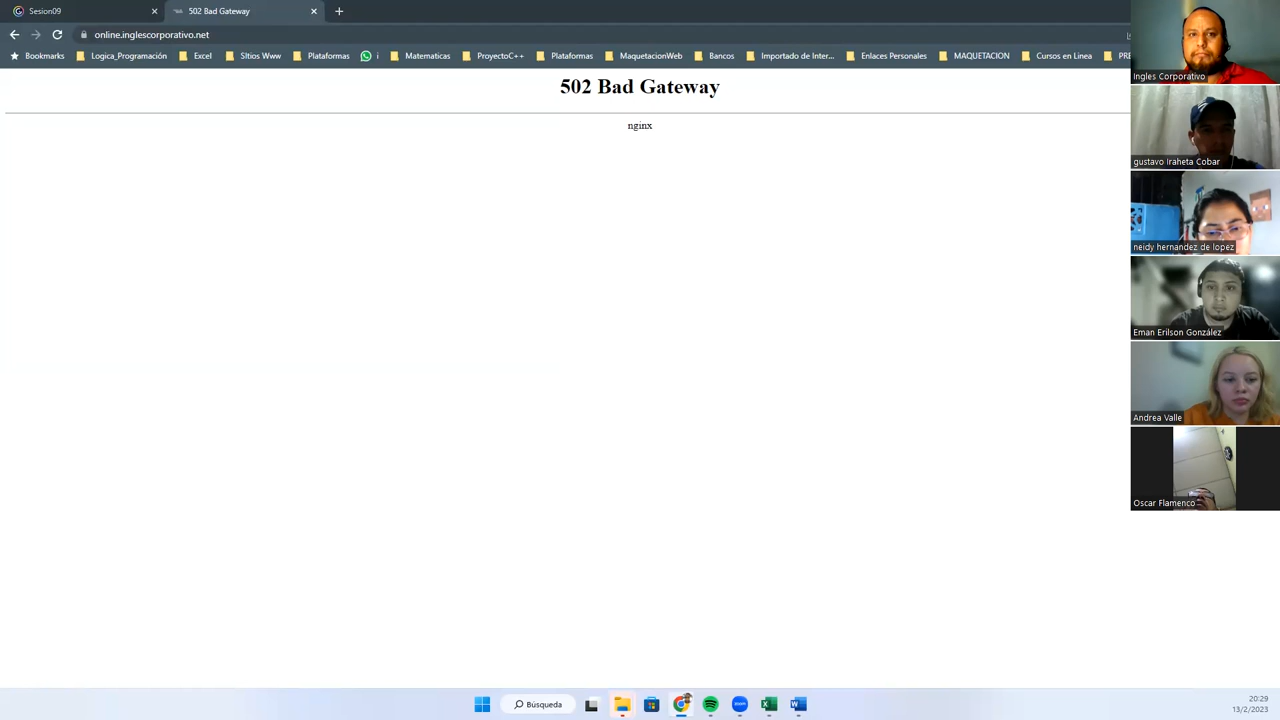 Sesion09
502 Bad Gateway
online.inglescorporativo.net
Bookmarks
Logica_Programación
Excel
SItios Www
Plataformas
i
Matematicas
Proyecto C++
Plataformas
MaquetacionWeb
Bancos
Importado de Inter...
Enlaces Personales
MAQUETACION
Cursos en Linea
502 Bad Gateway
nginx
Ingles Corporativo
gustavo Iraheta Cobar
neidy hernandez de lopez
Eman Erilson González
Andrea Valle
Oscar Flamenco
Búsqueda
20:29
13/2/2023